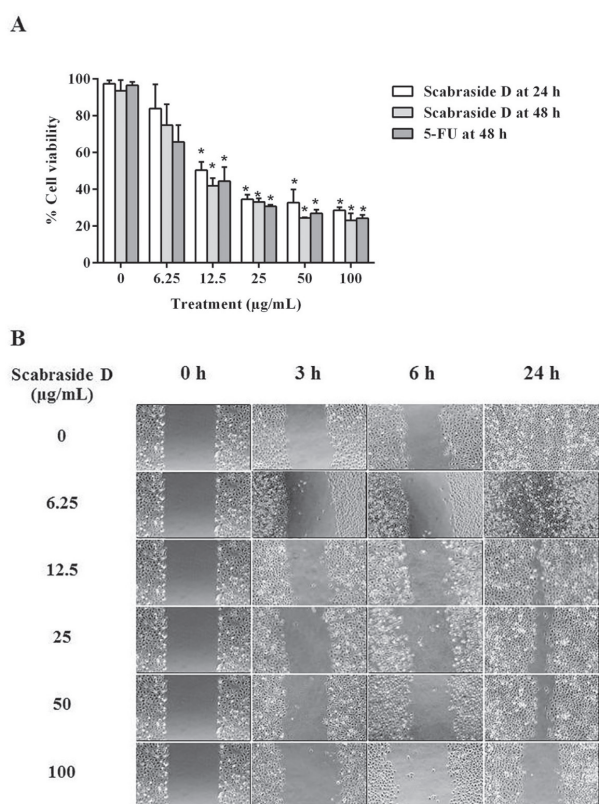 A
100
80
60
40
20
0
% Cell viability
* * *
* * *
* * *
* * *
0 6.25 12.5 25 50 100
Treatment (µg/mL)
Scabraside D at 24 h
Scabraside D at 48 h
5-FU at 48 h
B
Scabraside D
(µg/mL)
0 h 3 h 6 h 24 h
0
6.25
12.5
25
50
100